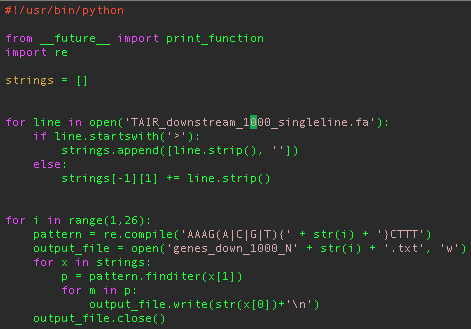 #!/usr/bin/python
from __future__ import print_function
import re
strings = []
for line in open('TAIR_downstream_1000_singleline.fa'):
    if line.startswith('>'):
        strings.append([line.strip(), ''])
    else:
        strings[-1][1] += line.strip()
for i in range(1,26):
    pattern = re.compile('AAAG(A|C|G|T){' + str(i) + '}CTTT')
    output_file = open('genes_down_1000_N' + str(i) + '.txt', 'w')
    for x in strings:
        p = pattern.finditer(x[1])
        for m in p:
            output_file.write(str(x[0])+'\n')
    output_file.close()